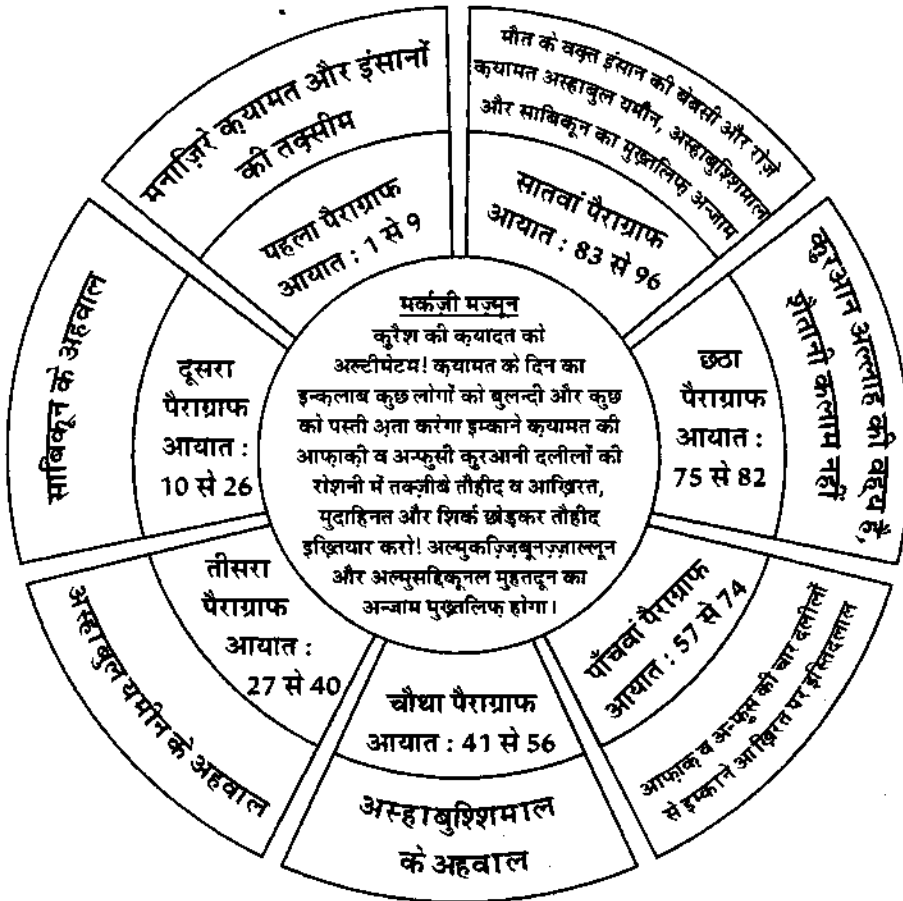 मनाज़िरे क़यामत और इंसानों
की तक़्सीम
पहला पैराग्राफ
आयात : 1 से 9
साबिकून के अहवाल
दूसरा
पैराग्राफ
आयात :
10 से 26
अस्हाबुल यमीन के अहवाल
तीसरा
पैराग्राफ
आयात :
27 से 40
अस्हाबुश्शिमाल
के अहवाल
चौथा पैराग्राफ
आयात : 41 से 56
आफ़ाक़ व अन्फुस की चार दलीलों
से इम्काने आख़िरत पर इस्तिदलाल
पाँचवां पैराग्राफ
आयात : 57 से 74
क़ुरआन अल्लाह की वह्य है,
शैतानी कलाम नहीं
छठा
पैराग्राफ
आयात :
75 से 82
मौत के वक़्त इंसान की बेबसी और रोज़े
क़यामत अस्हाबुल यमीन, अस्हाबुश्शिमाल
और साबिकून का मुख़्तलिफ़ अन्जाम
सातवां पैराग्राफ
आयात : 83 से 96
मर्कज़ी मज़्मून
कुरैश की क़यादत को
अल्टीमेटम! क़यामत के दिन का
इन्क़लाब कुछ लोगों को बुलन्दी और कुछ
को पस्ती अ़ता करेगा इम्काने क़यामत की
आफाक़ी व अन्फुसी क़ुरआनी दलीलों की
रोशनी में तक्ज़ीबे तौहीद व आख़िरत,
मुदाहिनत और शिर्क छोड़कर तौहीद
इख़्तियार करो! अल्मुकज़्ज़िबूनज़्ज़ाल्लून
और अल्मुसद्दिकूनल मुहतदून का
अन्जाम मुख़्तलिफ़ होगा।